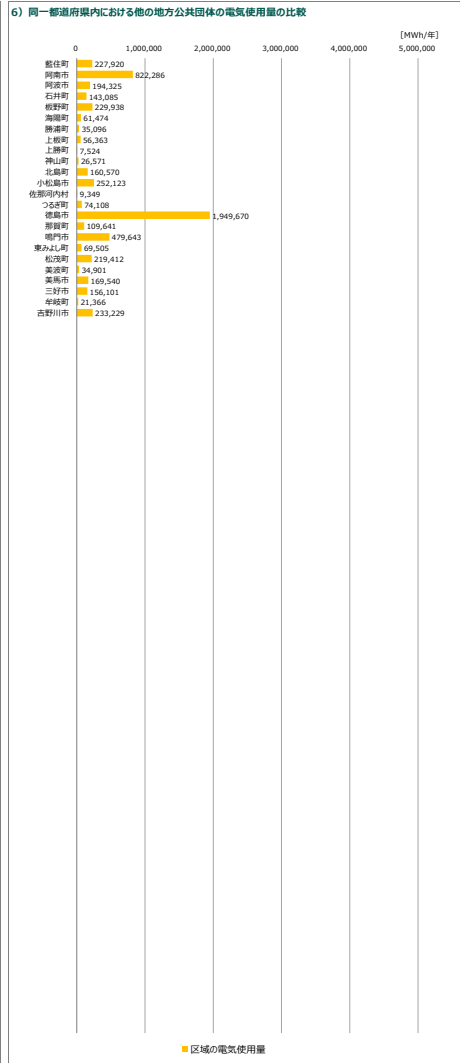 6）同一都道府県内における他の地方公共団体の電気使用量の比較
[MWh/年]
0 1,000,000 2,000,000 3,000,000 4,000,000 5,000,000
藍住町 227,920
阿南市 822,286
阿波市 194,325
石井町 143,085
板野町 229,938
海陽町 61,474
勝浦町 35,096
上板町 56,363
上勝町 7,524
神山町 26,571
北島町 160,570
小松島市 252,123
佐那河内村 9,349
つるぎ町 74,108
徳島市 1,949,670
那賀町 109,641
鳴門市 479,643
東みよし町 69,505
松茂町 219,412
美波町 34,901
美馬市 169,540
三好市 156,101
牟岐町 21,366
吉野川市 233,229
区域の電気使用量